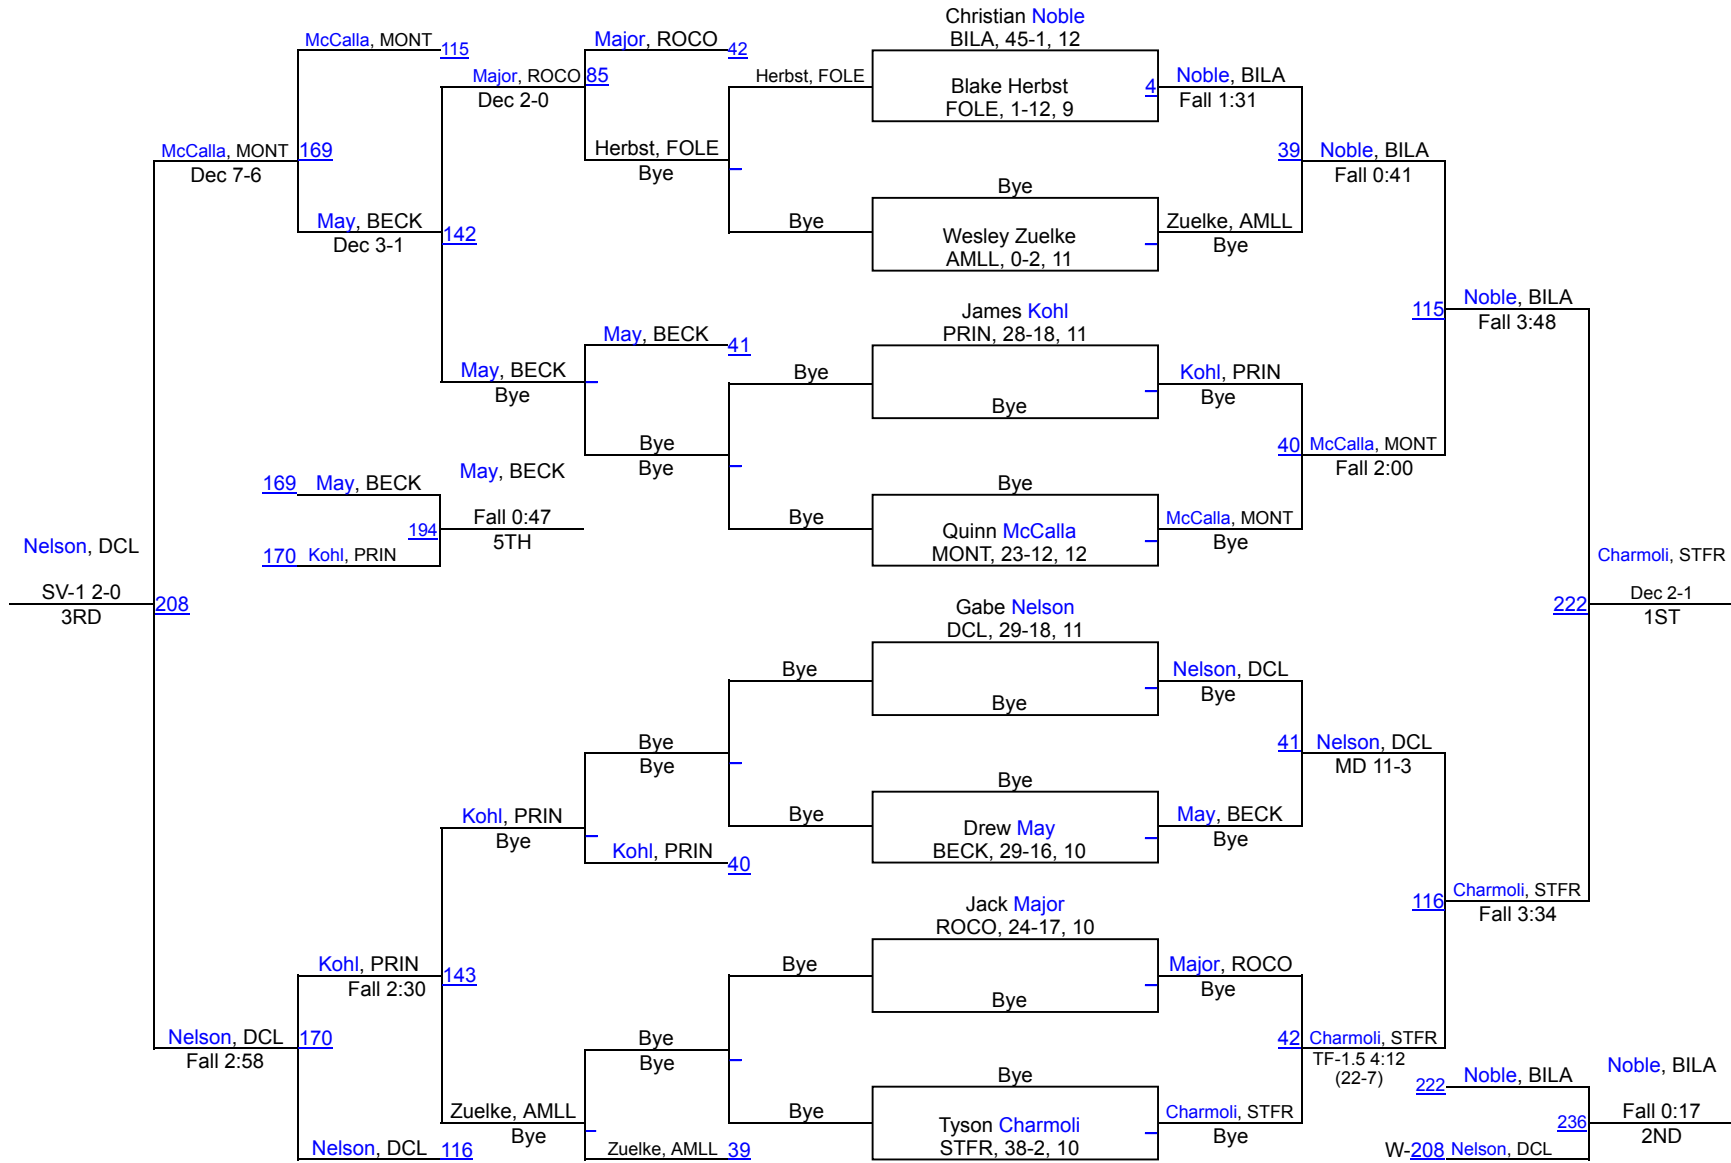 Christian Noble
BILA, 45-1, 12
McCalla, MONT 115
Major, ROCO 42
Major, ROCO 85
Dec 2-0
Herbst, FOLE
Blake Herbst
FOLE, 1-12, 9
4 Noble, BILA
Fall 1:31
McCalla, MONT 169
Dec 7-6
Herbst, FOLE
Bye
39 Noble, BILA
Fall 0:41
May, BECK 142
Dec 3-1
Bye
Bye
Wesley Zuelke
AMLL, 0-2, 11
Zuelke, AMLL
Bye
James Kohl
PRIN, 28-18, 11
115 Noble, BILA
Fall 3:48
May, BECK 41
May, BECK
Bye
Bye
Bye
Kohl, PRIN
Bye
Bye
Bye
40 McCalla, MONT
Fall 2:00
169 May, BECK
May, BECK
194 Fall 0:47
5TH
170 Kohl, PRIN
Bye
Bye
Quinn McCalla
MONT, 23-12, 12
McCalla, MONT
Bye
Nelson, DCL
SV-1 2-0
3RD
208
Charmoli, STFR
222 Dec 2-1
1ST
Gabe Nelson
DCL, 29-18, 11
Bye
Bye
Nelson, DCL
Bye
Bye
Bye
41 Nelson, DCL
MD 11-3
Kohl, PRIN
Bye
Kohl, PRIN 40
Bye
Bye
Drew May
BECK, 29-16, 10
May, BECK
Bye
Jack Major
ROCO, 24-17, 10
116 Charmoli, STFR
Fall 3:34
Kohl, PRIN 143
Fall 2:30
Bye
Bye
Major, ROCO
Bye
Nelson, DCL 170
Fall 2:58
Bye
Bye
42 Charmoli, STFR
TF-1.5 4:12
(22-7)
Zuelke, AMLL
Bye
Bye
Bye
Tyson Charmoli
STFR, 38-2, 10
Charmoli, STFR
Bye
Nelson, DCL 116
Zuelke, AMLL 39
222 Noble, BILA
Noble, BILA
236 Fall 0:17
2ND
W-208 Nelson, DCL